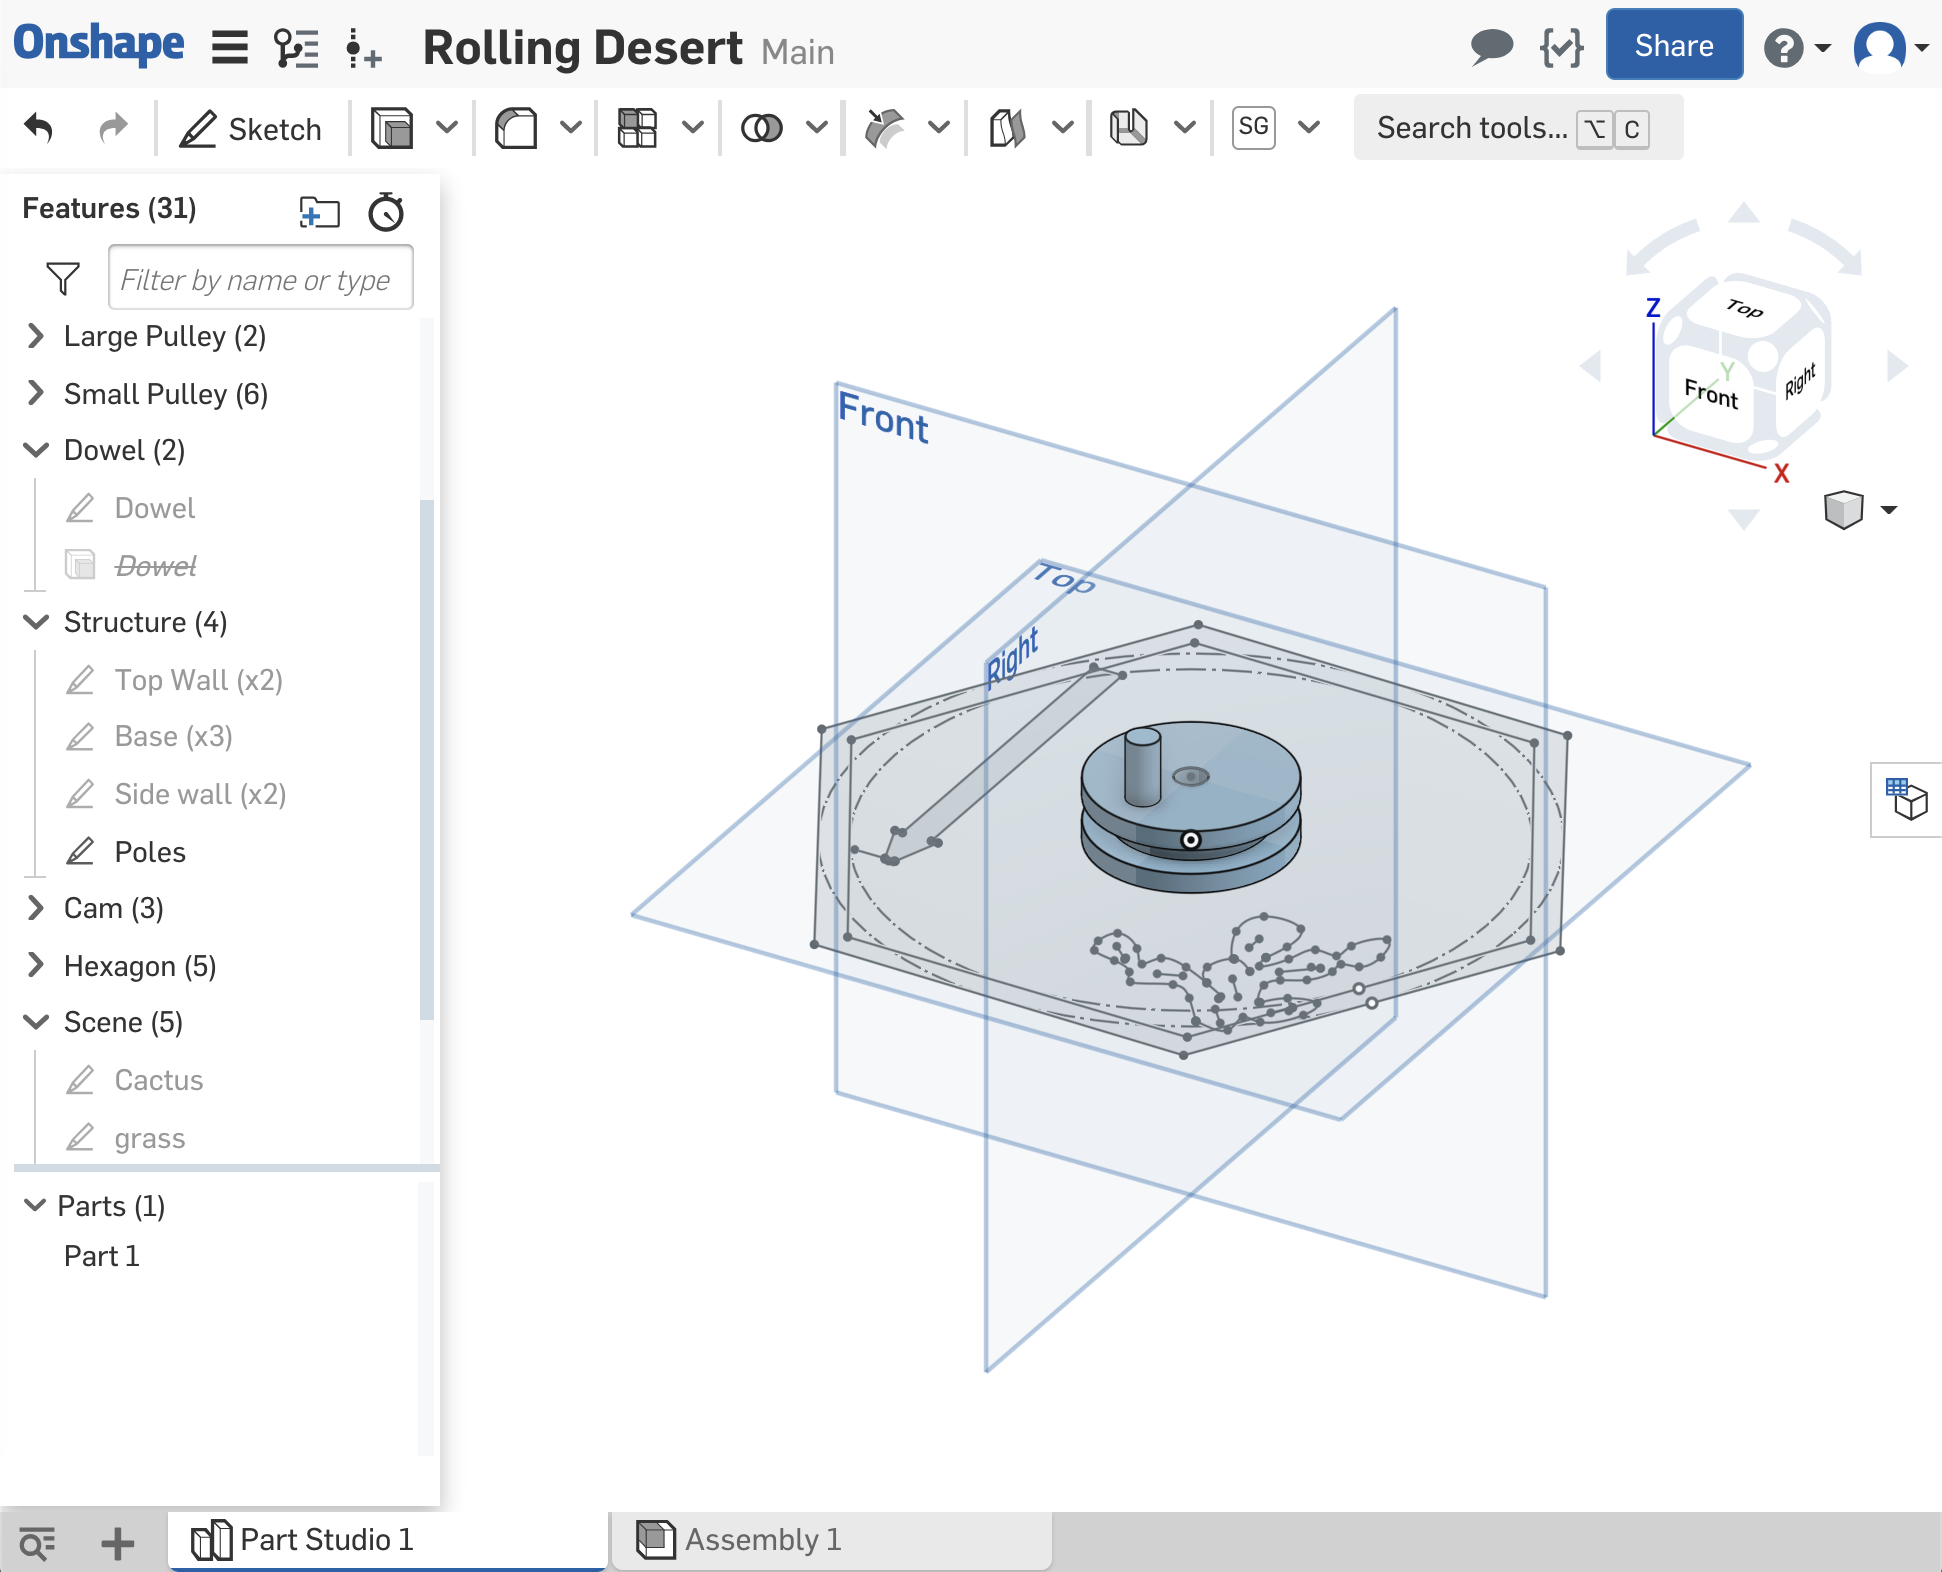 Onshape Rolling Desert Main Share
Sketch SG Search tools... ⌥ C
Features (31)
Filter by name or type
Large Pulley (2)
Small Pulley (6)
Dowel (2)
Dowel
Dowel
Structure (4)
Top Wall (x2)
Base (x3)
Side wall (x2)
Poles
Cam (3)
Hexagon (5)
Scene (5)
Cactus
grass
Parts (1)
Part 1
Front
Top
Right
Z
Top
Y
Front
Right
X
Part Studio 1
Assembly 1